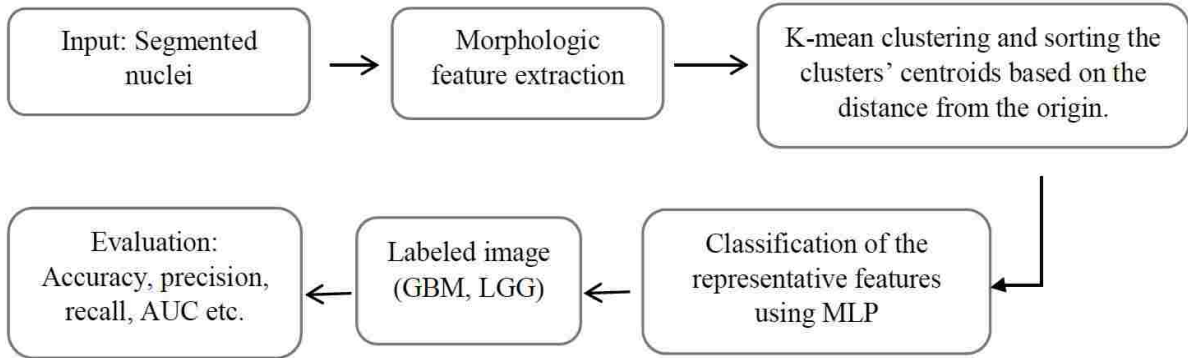 Input: Segmented
nuclei
Morphologic
feature extraction
K-mean clustering and sorting the
clusters’ centroids based on the
distance from the origin.
Classification of the
representative features
using MLP
Labeled image
(GBM, LGG)
Evaluation:
Accuracy, precision,
recall, AUC etc.